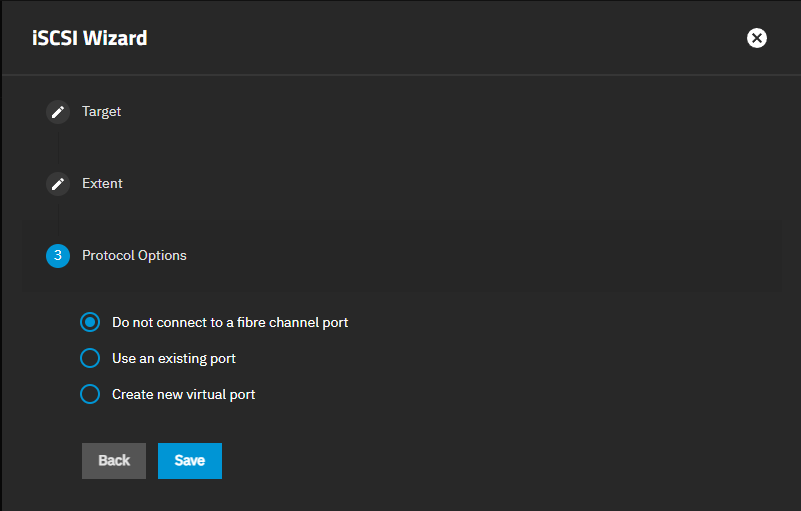 iSCSI Wizard
Target
Extent
3 Protocol Options
Do not connect to a fibre channel port
Use an existing port
Create new virtual port
Back Save